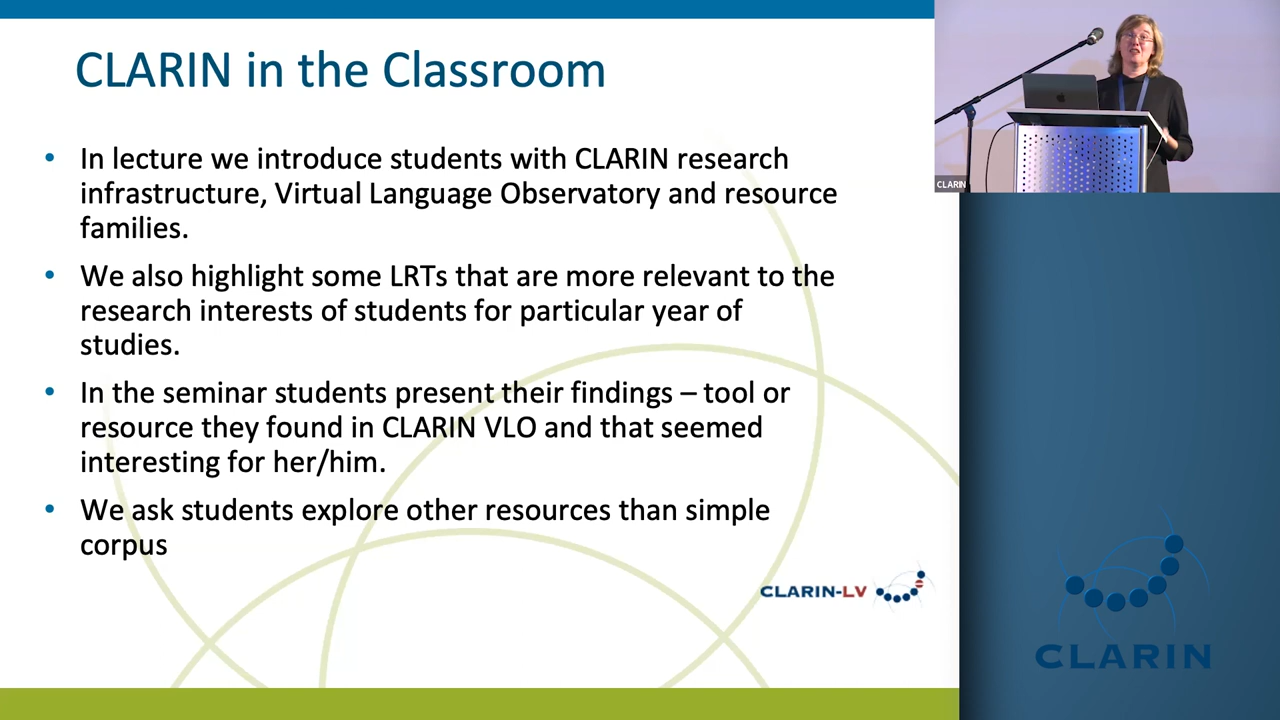 CLARIN in the Classroom
• In lecture we introduce students with CLARIN research
infrastructure, Virtual Language Observatory and resource
families.
• We also highlight some LRTs that are more relevant to the
research interests of students for particular year of
studies.
• In the seminar students present their findings – tool or
resource they found in CLARIN VLO and that seemed
interesting for her/him.
• We ask students explore other resources than simple
corpus
CLARIN-LV
CLARIN
CLARIN